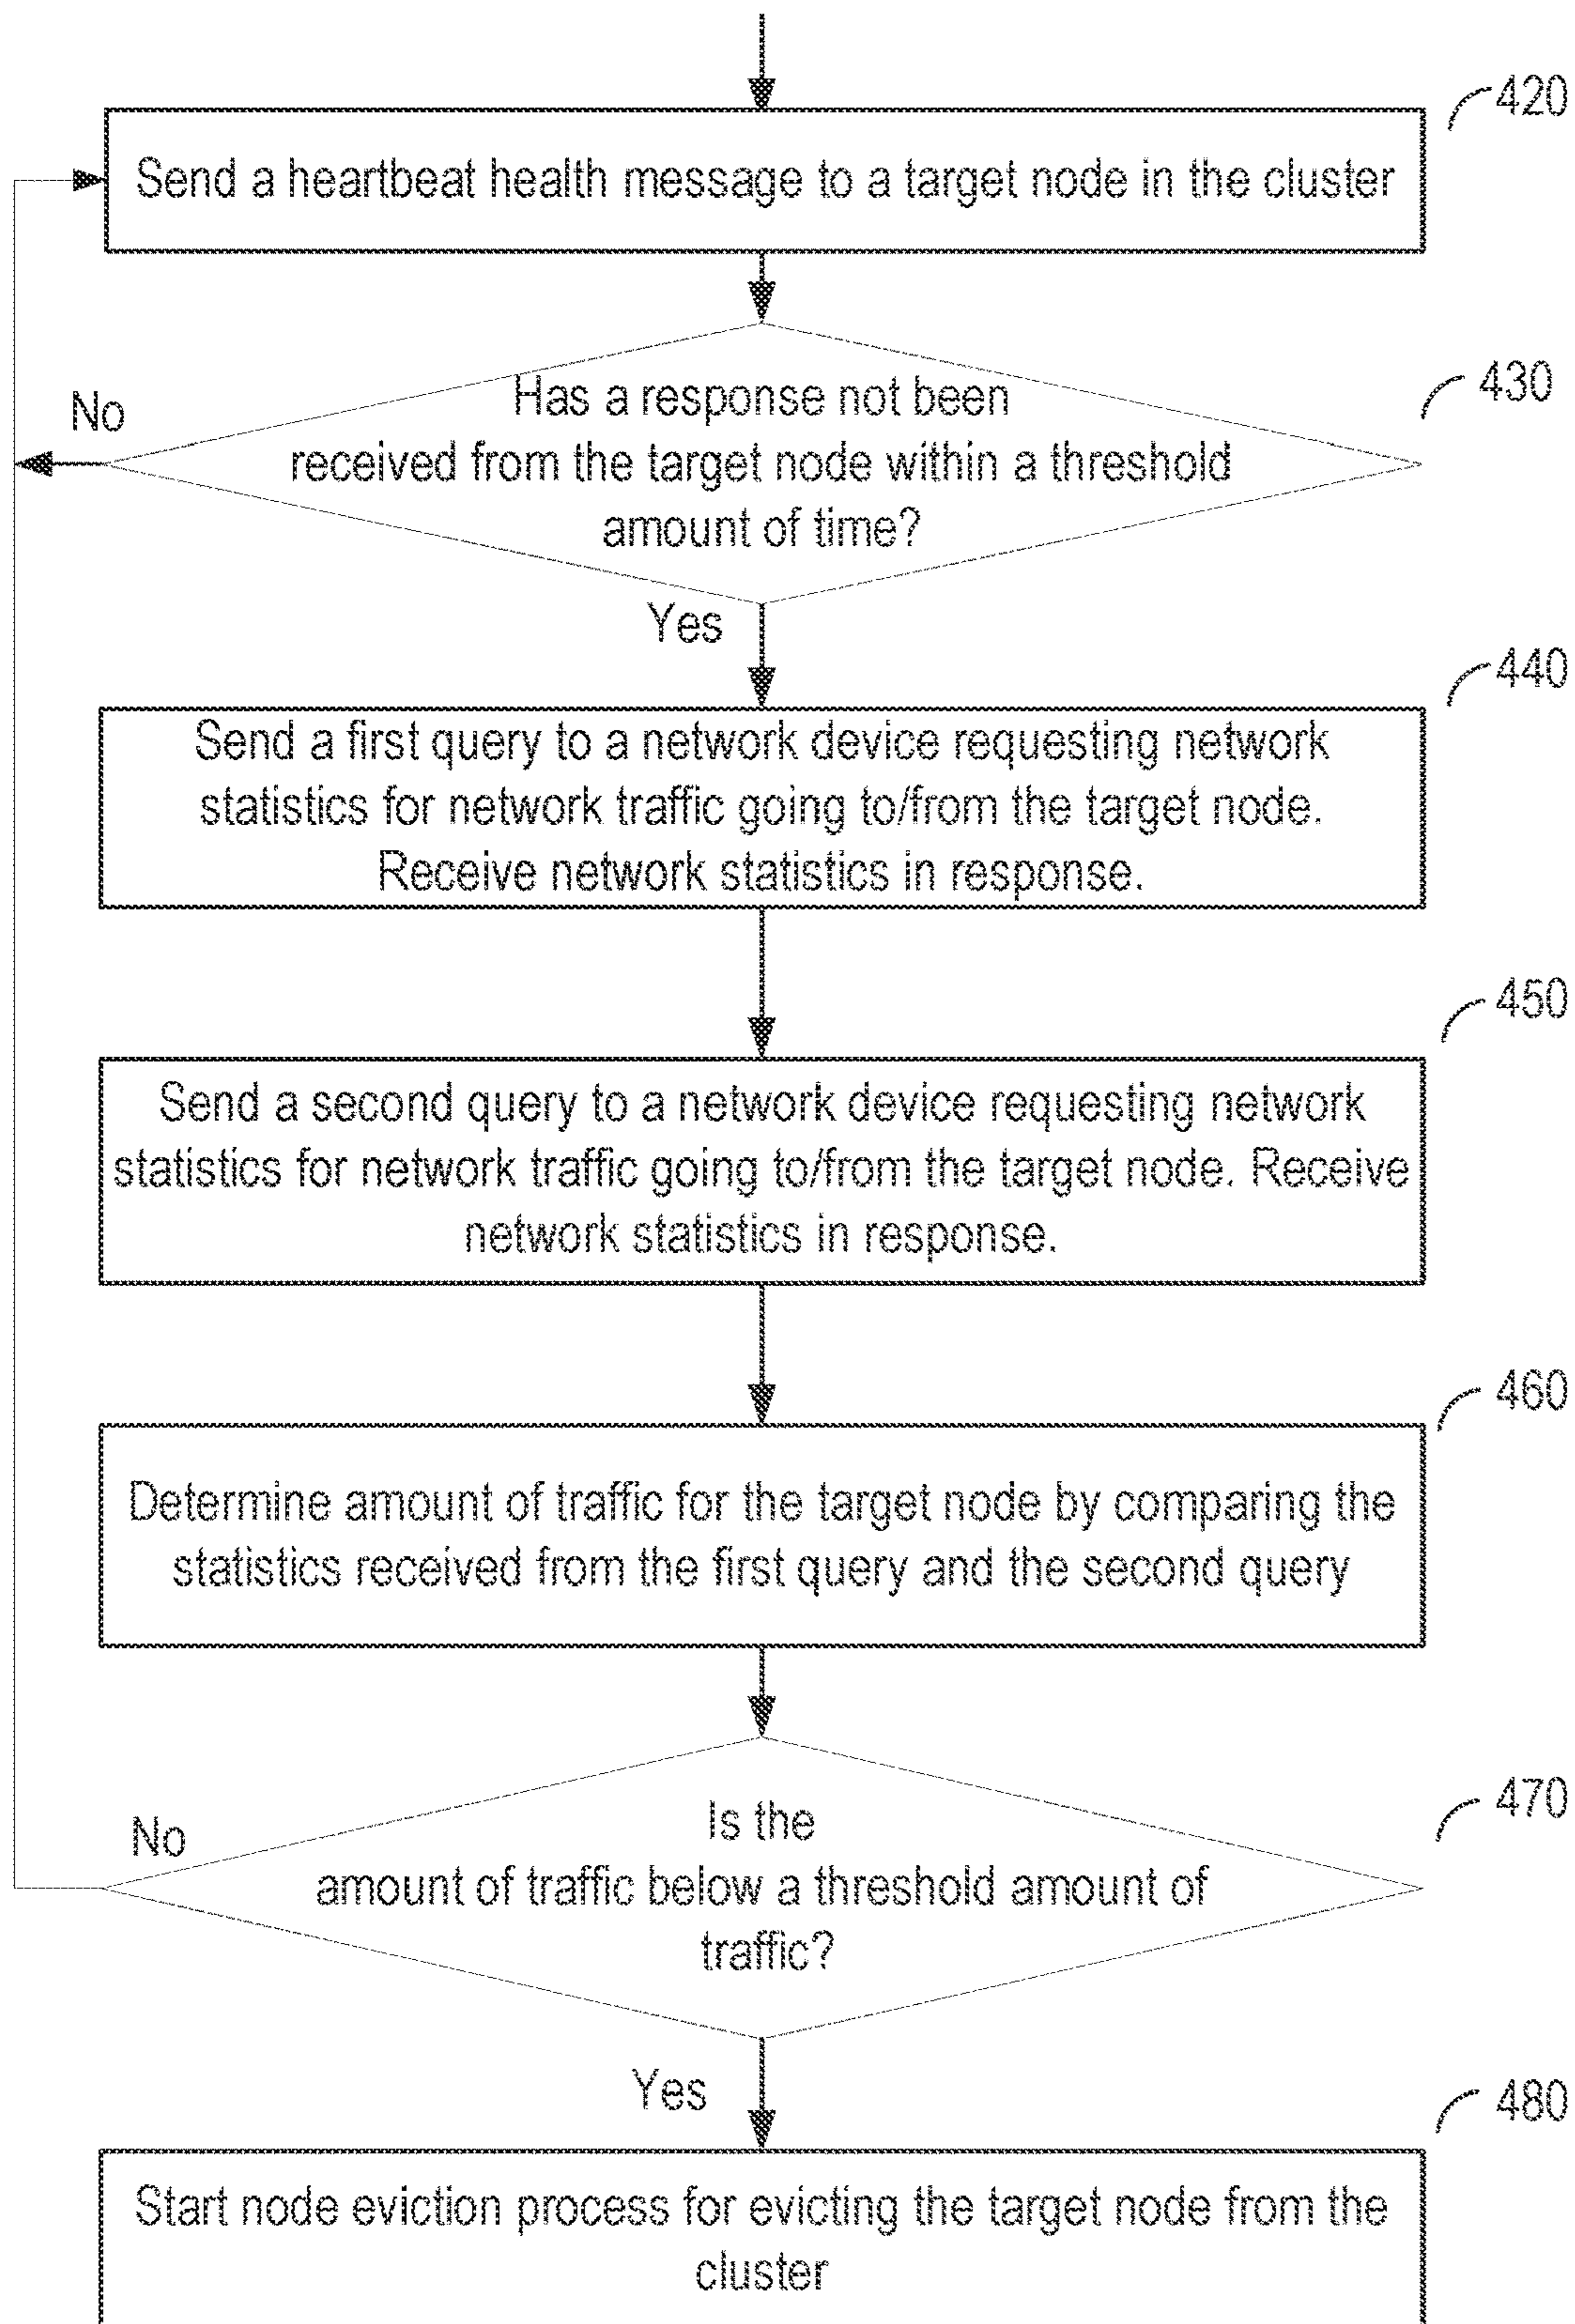 420
Send a heartbeat health message to a target node in the cluster
430
No
Has a response not been
received from the target node within a threshold
amount of time?
Yes
440
Send a first query to a network device requesting network
statistics for network traffic going to/from the target node.
Receive network statistics in response.
450
Send a second query to a network device requesting network
statistics for network traffic going to/from the target node. Receive
network statistics in response.
460
Determine amount of traffic for the target node by comparing the
statistics received from the first query and the second query
470
No
Is the
amount of traffic below a threshold amount of
traffic?
Yes
480
Start node eviction process for evicting the target node from the
cluster